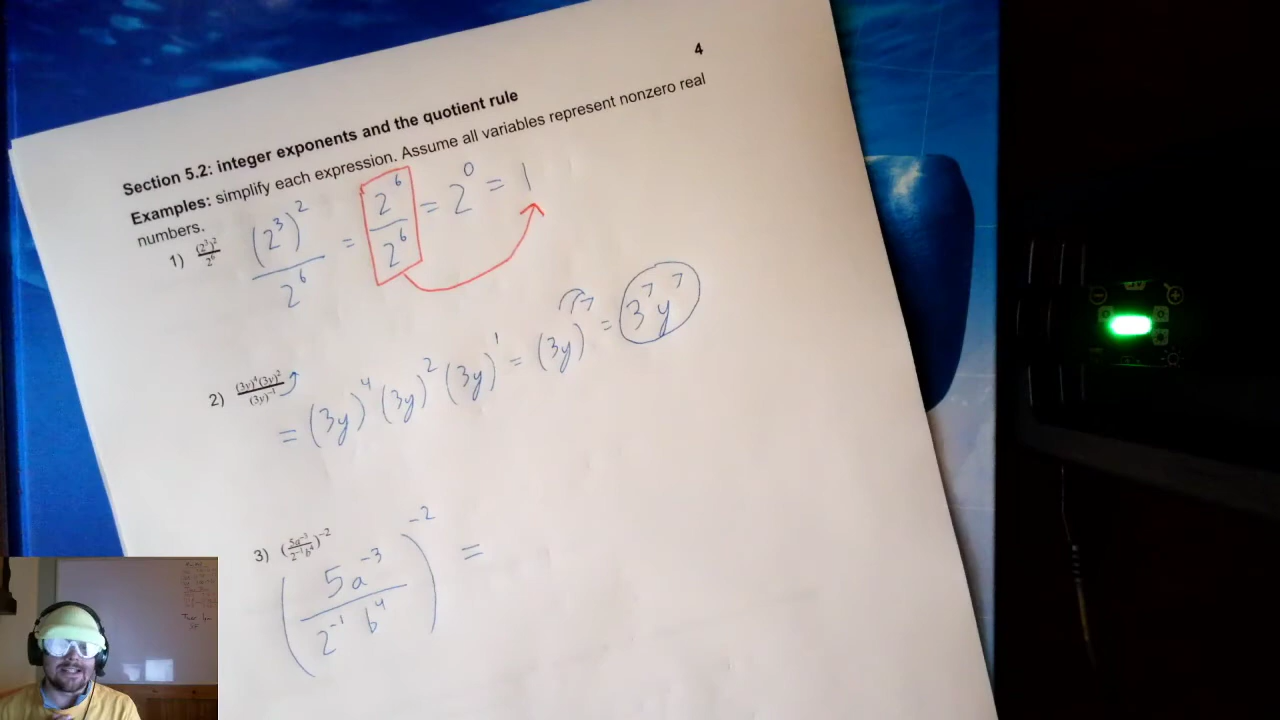 4
Section 5.2: integer exponents and the quotient rule
Examples: simplify each expression. Assume all variables represent nonzero real
numbers.
1) (2³)²/2⁶ (2³)²/2⁶ = 2⁶/2⁶ = 2⁰ = 1
2) (3y)⁴(3y)²/(3y)⁻¹
= (3y)⁴ (3y)² (3y)¹ = (3y)⁷ = 3⁷y⁷
3) (5a⁻³/2⁻¹b⁴)⁻²
(5a⁻³/2⁻¹ b⁴)⁻² =